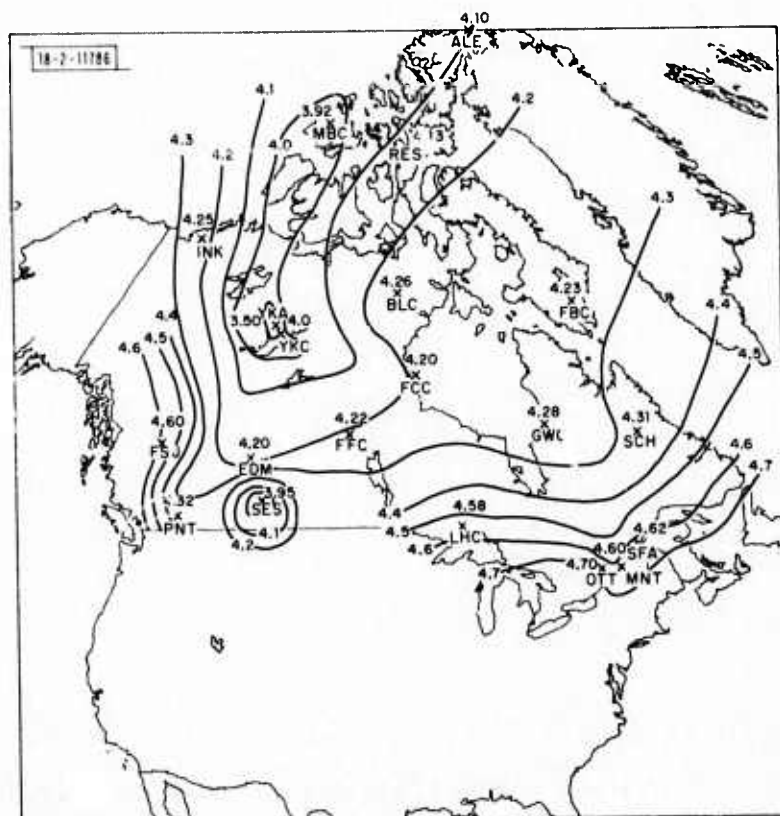 4.10
ALE
18-2-11786
4.1
3.92
MBC
4.2
4.13
RES
4.3
4.2
4.0
4.3
4.25
INK
4.26
BLC
4.23
FBC
YKA
3.50
4.0
YKC
4.4
4.4
4.5
4.6
4.5
4.20
FCC
4.60
4.22
FFC
4.28
GWC
4.31
SCH
4.20
EDM
4.6
4.7
3.95
SES
PNT
4.1
4.2
4.4
4.58
4.5
LHC
4.6
4.62
SFA
4.60
4.7
4.70
OTT
MNT